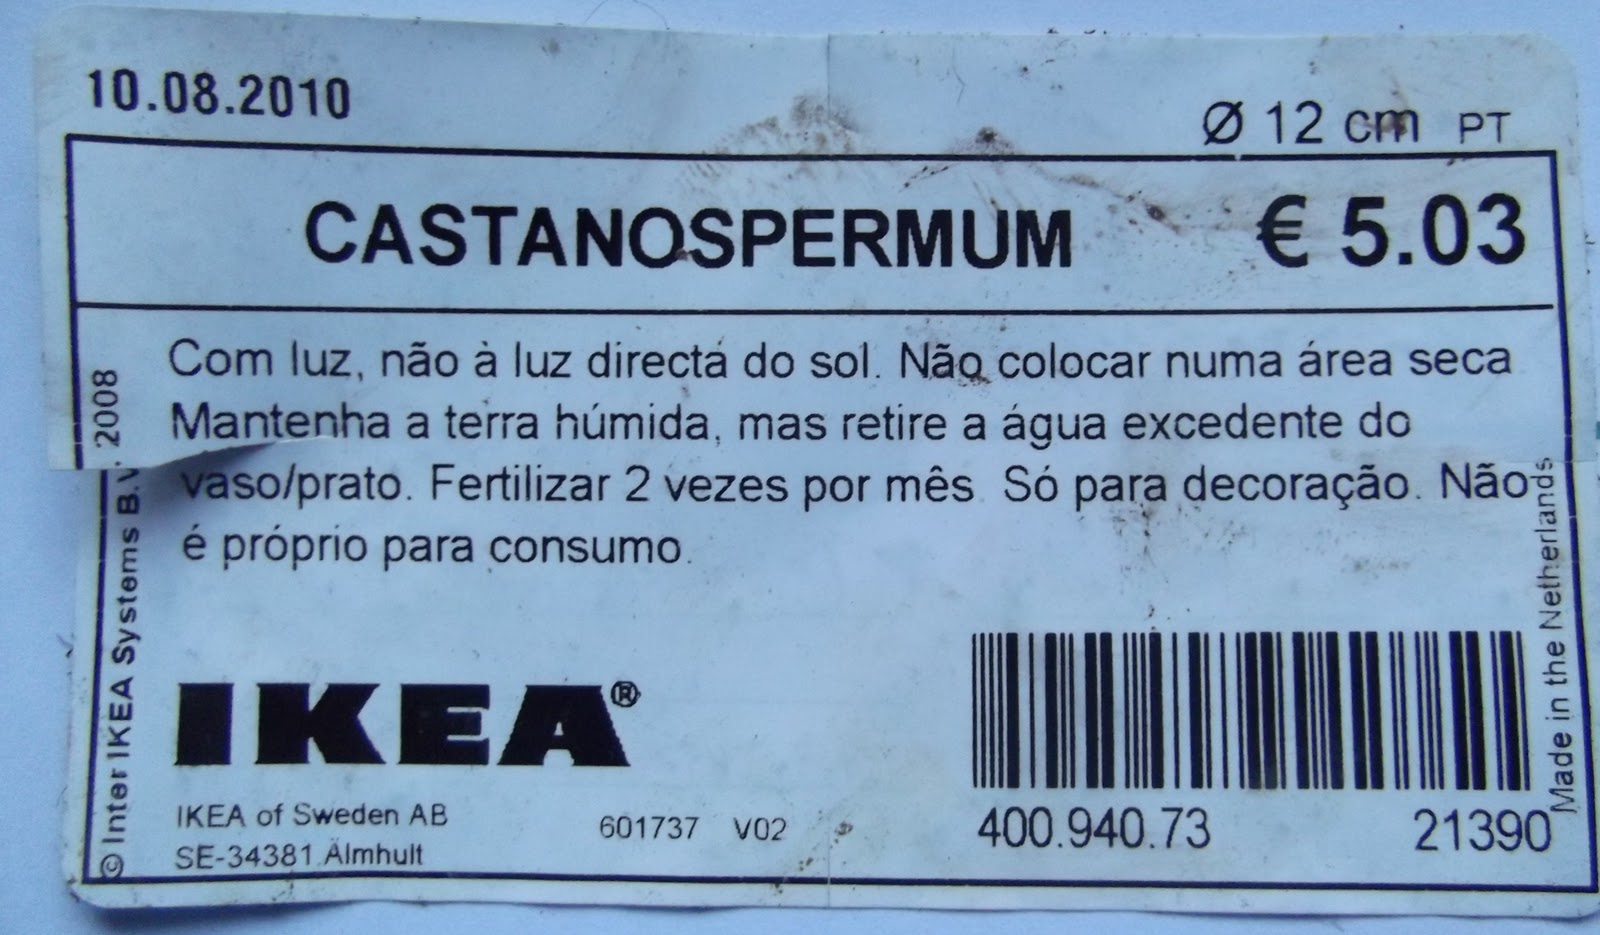 10.08.2010
Ø 12 cm PT
CASTANOSPERMUM € 5.03
Com luz, não à luz directa do sol. Não colocar numa área seca
Mantenha a terra húmida, mas retire a água excedente do
vaso/prato. Fertilizar 2 vezes por mês. Só para decoração. Não
é próprio para consumo.
© Inter IKEA Systems B.V. 2008
Made in the Netherlands
IKEA®
IKEA of Sweden AB
SE-34381 Älmhult
601737 V02
400.940.73 21390